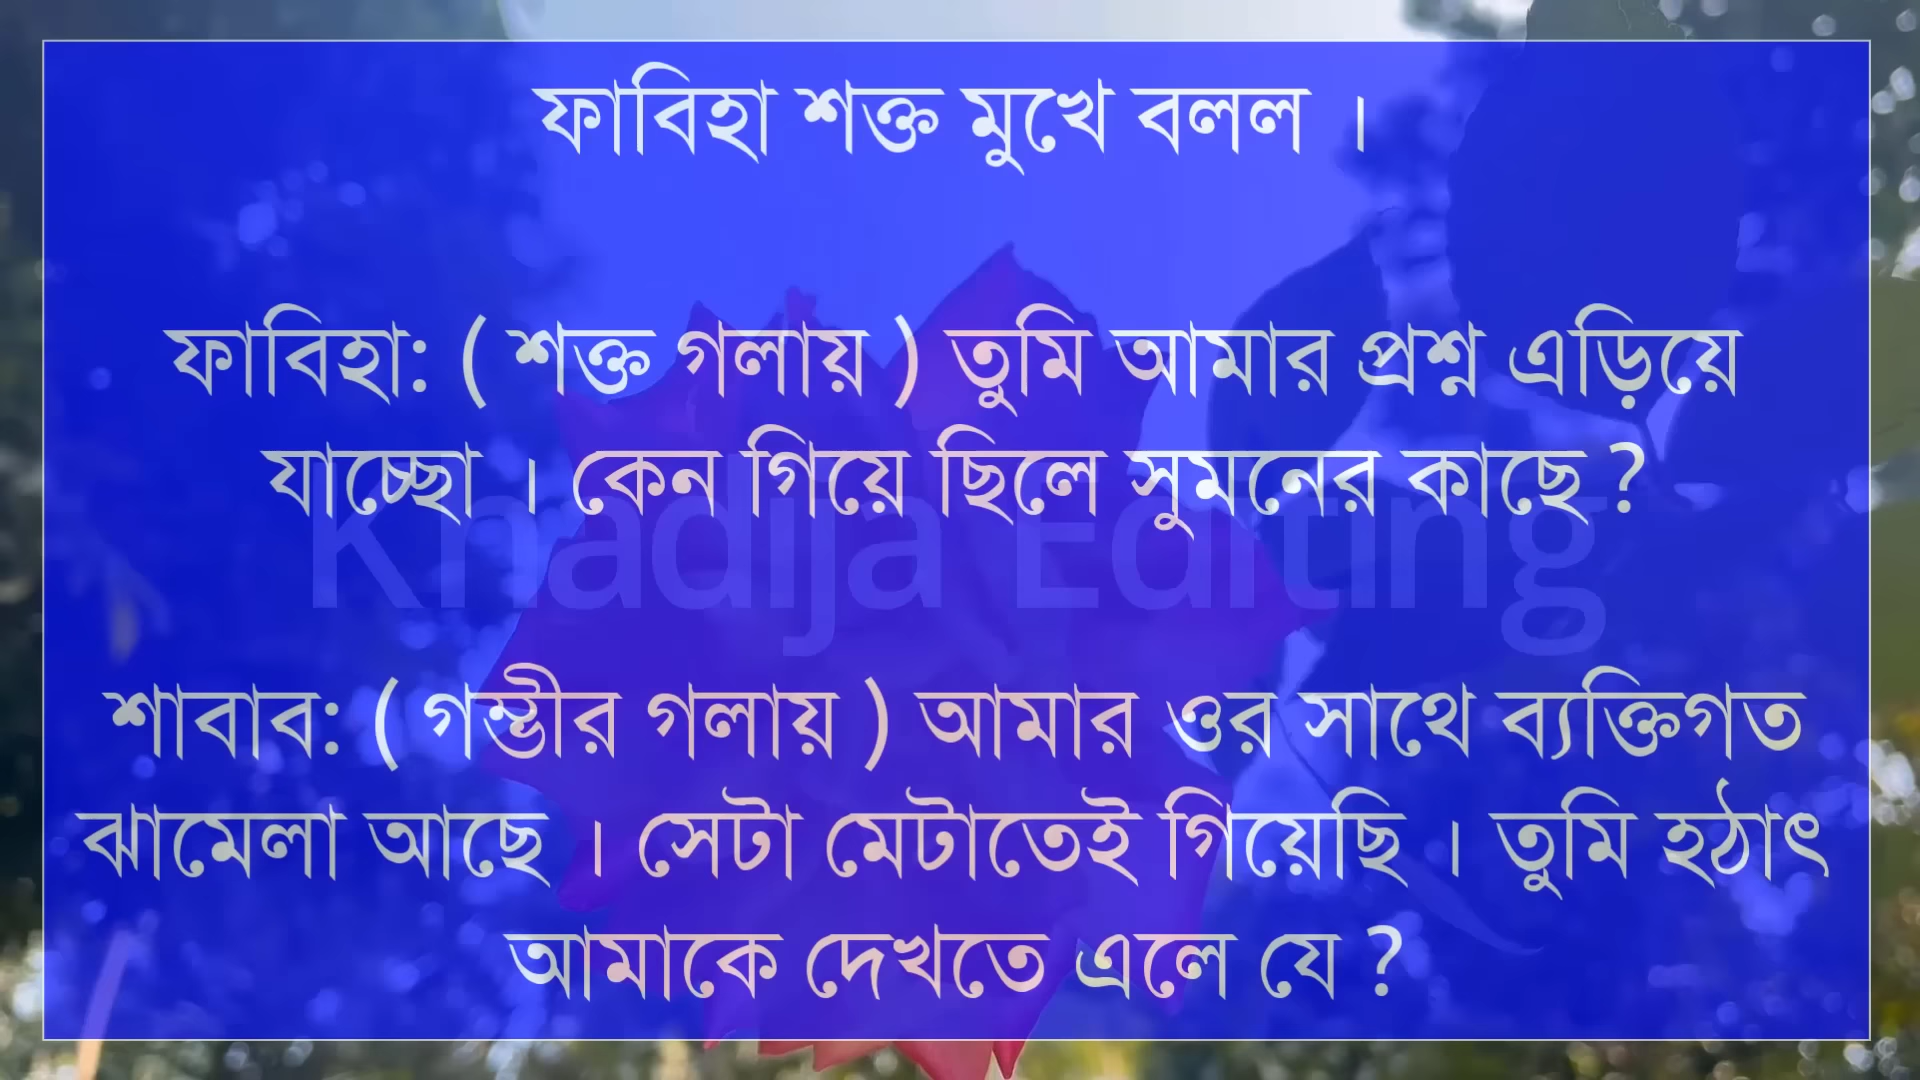 ফাবিহা শক্ত মুখে বলল ।
ফাবিহা: ( শক্ত গলায় ) তুমি আমার প্রশ্ন এড়িয়ে
যাচ্ছো । কেন গিয়ে ছিলে সুমনের কাছে ?
Khadija Editing
শাবাব: ( গম্ভীর গলায় ) আমার ওর সাথে ব্যক্তিগত
ঝামেলা আছে । সেটা মেটাতেই গিয়েছি । তুমি হঠাৎ
আমাকে দেখতে এলে যে ?